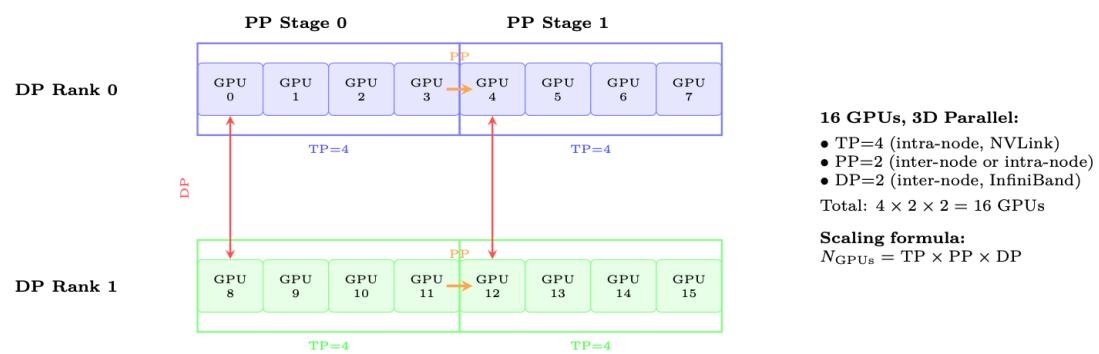 PP Stage 0
PP Stage 1
DP Rank 0
PP
GPU 0
GPU 1
GPU 2
GPU 3
GPU 4
GPU 5
GPU 6
GPU 7
TP=4
TP=4
DP
DP Rank 1
PP
GPU 8
GPU 9
GPU 10
GPU 11
GPU 12
GPU 13
GPU 14
GPU 15
TP=4
TP=4
16 GPUs, 3D Parallel:
• TP=4 (intra-node, NVLink)
• PP=2 (inter-node or intra-node)
• DP=2 (inter-node, InfiniBand)
Total: 4 × 2 × 2 = 16 GPUs
Scaling formula:
N_GPUs = TP × PP × DP